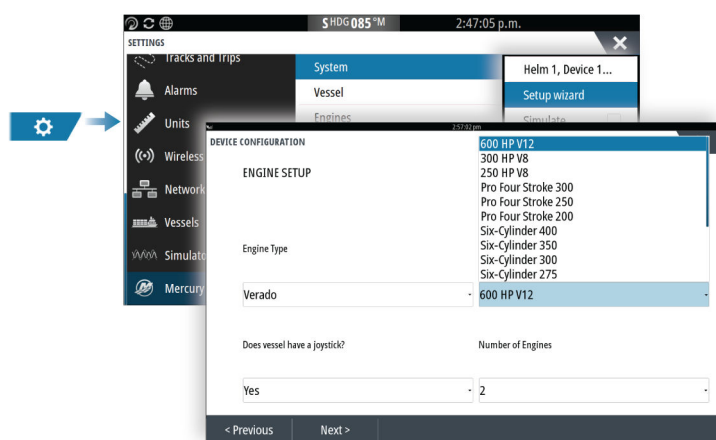 SHDG 085 °M 2:47:05 p.m.
SETTINGS
Tracks and Trips
System
Helm 1, Device 1...
Alarms
Vessel
Setup wizard
Units
Engines
Simulate
Wireless
Network
Vessels
Simulato
Mercury
2:57:02 pm
DEVICE CONFIGURATION
ENGINE SETUP
600 HP V12
300 HP V8
250 HP V8
Pro Four Stroke 300
Pro Four Stroke 250
Pro Four Stroke 200
Six-Cylinder 400
Six-Cylinder 350
Six-Cylinder 300
Six-Cylinder 275
Engine Type
Verado
600 HP V12
Does vessel have a joystick?
Number of Engines
Yes
2
< Previous
Next >